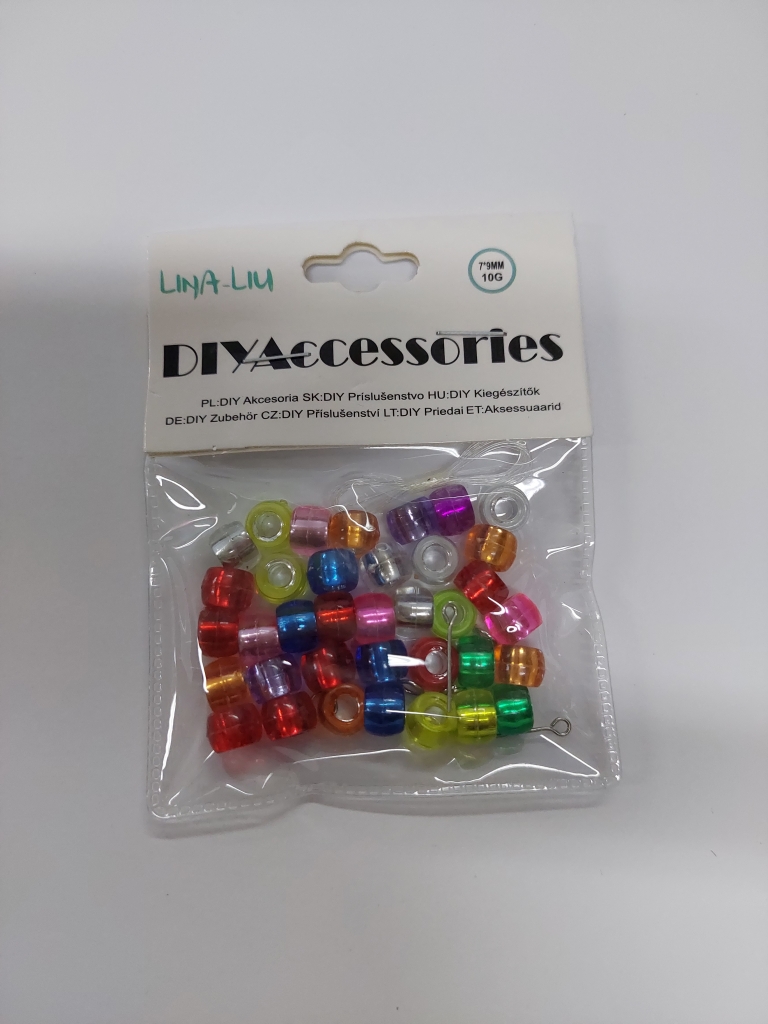 LINA-LIU
7*9MM
10G
DIYAccessories
PL:DIY Akcesoria SK:DIY Príslušenstvo HU:DIY Kiegészítők
DE:DIY Zubehör CZ:DIY Příslušenství LT:DIY Priedai ET:Aksessuaarid